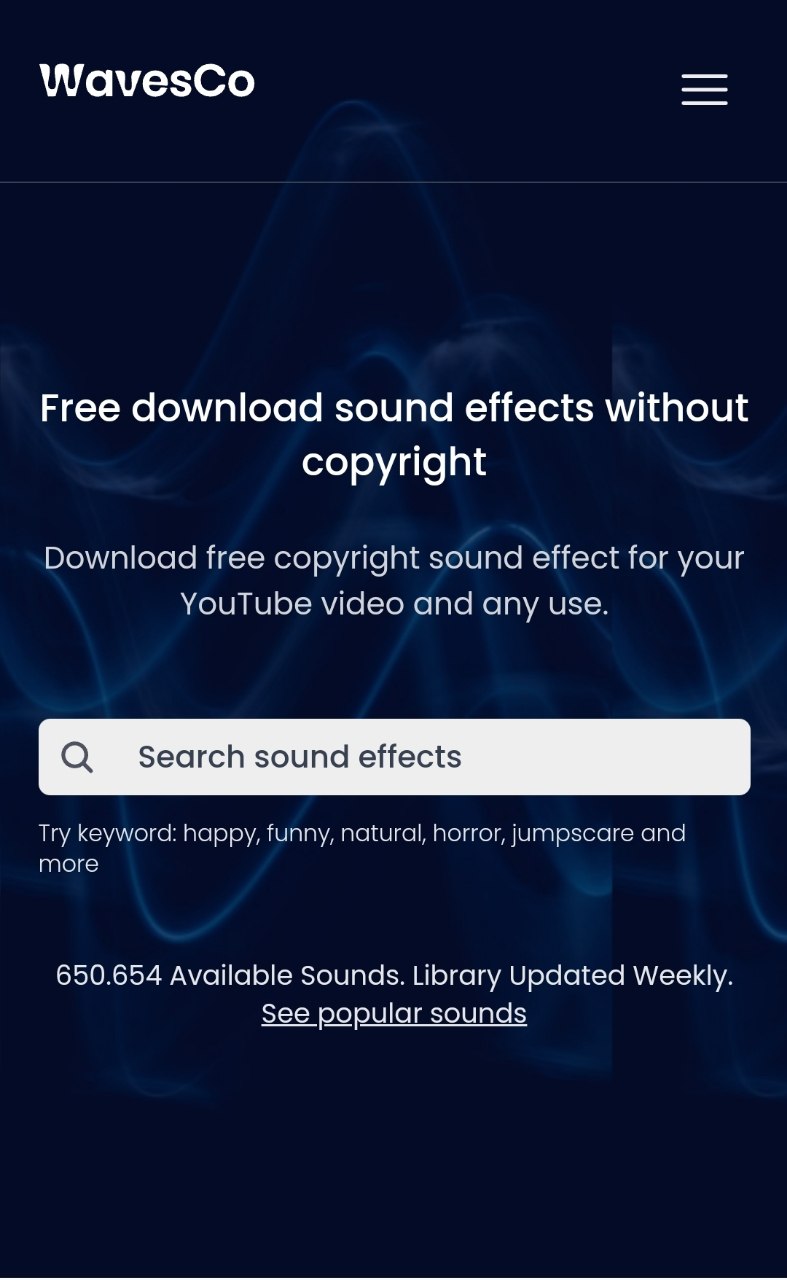 WavesCo
Free download sound effects without
copyright
Download free copyright sound effect for your
YouTube video and any use.
Search sound effects
Try keyword: happy, funny, natural, horror, jumpscare and
more
650.654 Available Sounds. Library Updated Weekly.
See popular sounds